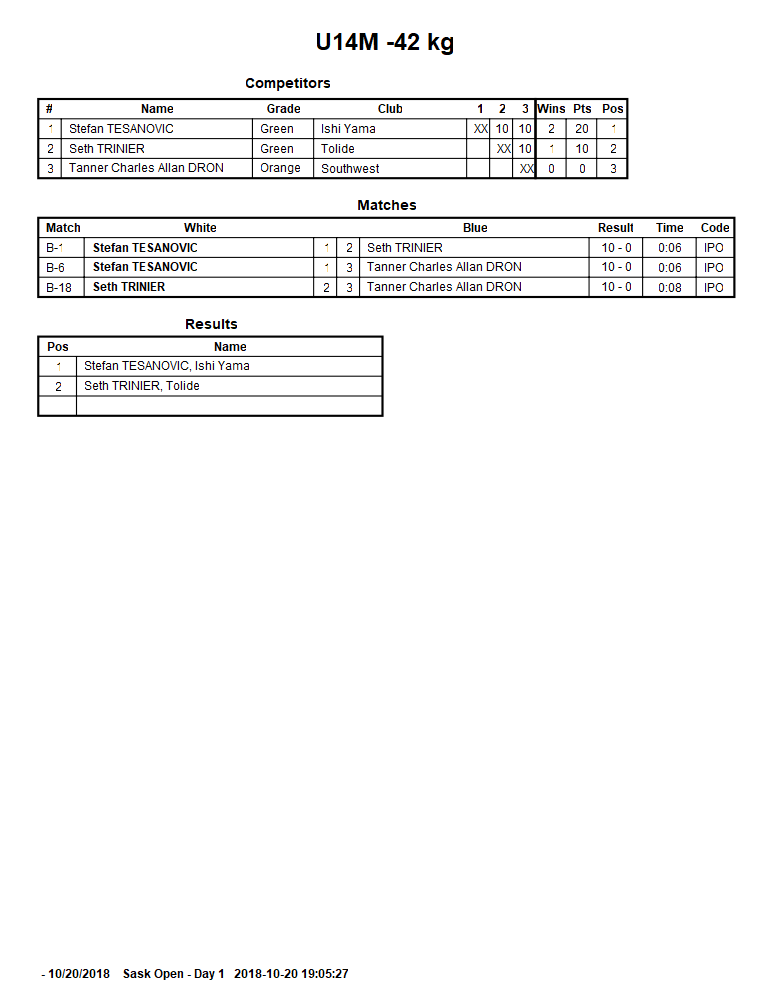 U14M -42 kg
Competitors
# Name Grade Club 1 2 3 Wins Pts Pos
1 Stefan TESANOVIC Green Ishi Yama XX 10 10 2 20 1
2 Seth TRINIER Green Tolide XX 10 1 10 2
3 Tanner Charles Allan DRON Orange Southwest XX 0 0 3
Matches
Match White Blue Result Time Code
B-1 Stefan TESANOVIC 1 2 Seth TRINIER 10 - 0 0:06 IPO
B-6 Stefan TESANOVIC 1 3 Tanner Charles Allan DRON 10 - 0 0:06 IPO
B-18 Seth TRINIER 2 3 Tanner Charles Allan DRON 10 - 0 0:08 IPO
Results
Pos Name
1 Stefan TESANOVIC, Ishi Yama
2 Seth TRINIER, Tolide
- 10/20/2018 Sask Open - Day 1 2018-10-20 19:05:27